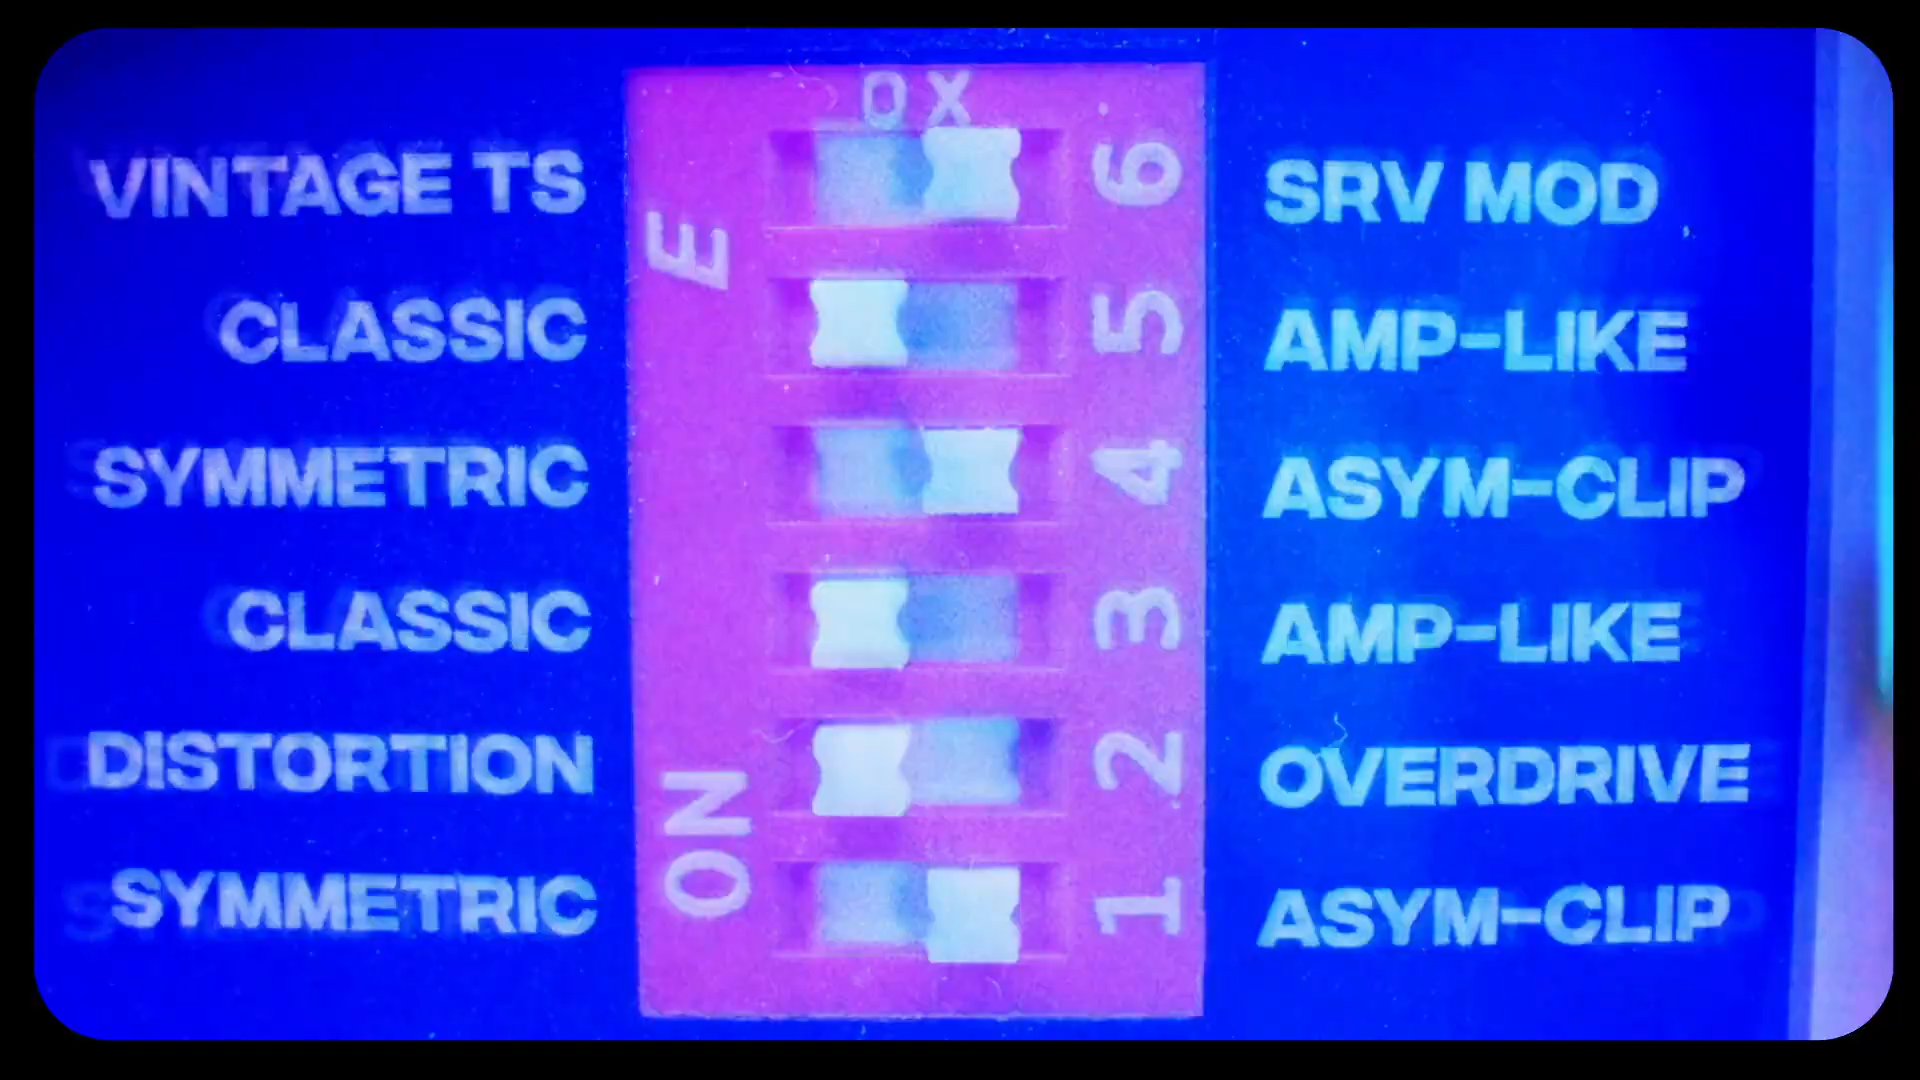 OX
VINTAGE TS 6 SRV MOD
E
CLASSIC 5 AMP-LIKE
SYMMETRIC 4 ASYM-CLIP
CLASSIC 3 AMP-LIKE
DISTORTION 2 OVERDRIVE
ON
SYMMETRIC 1 ASYM-CLIP